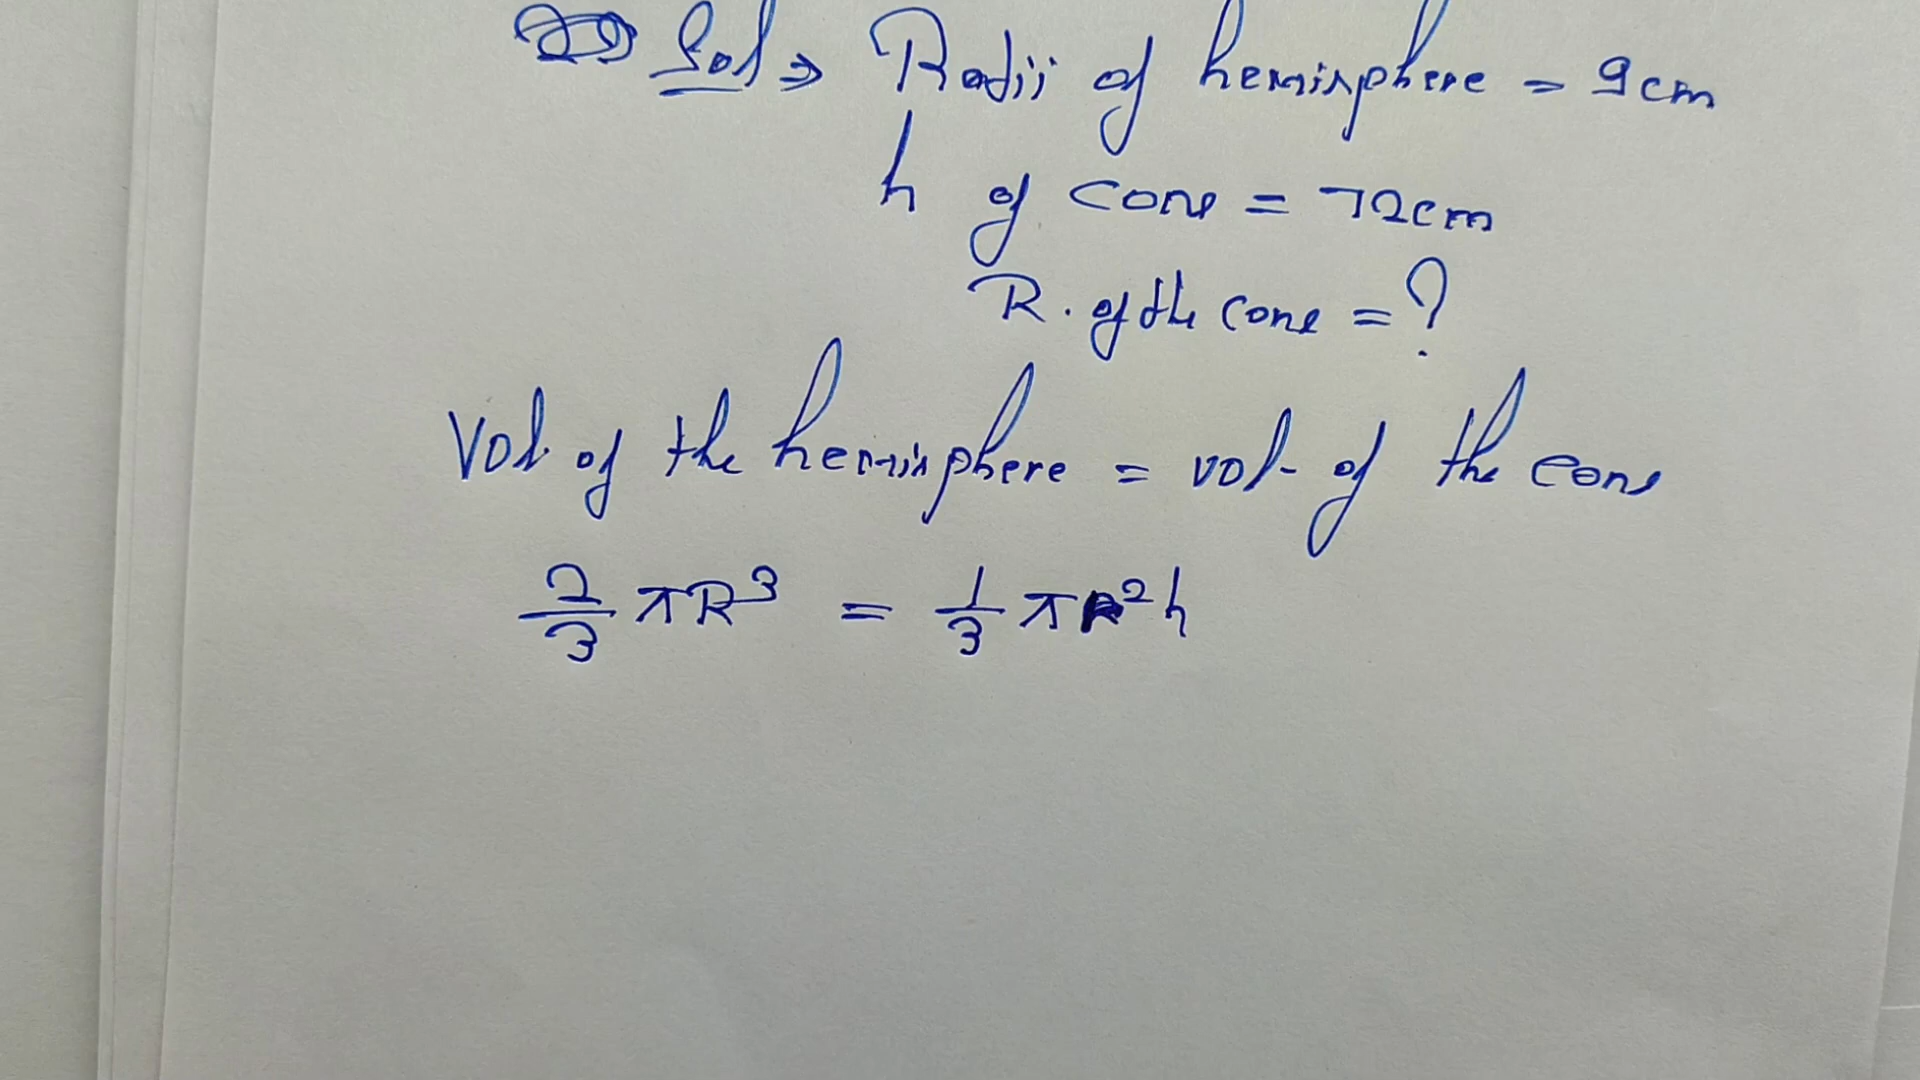 Sol ⇒ Radii of hemisphere = 9cm
h of cone = 72cm
R. of the cone = ?
Vol. of the hemisphere = vol. of the cone
2/3 πR³ = 1/3 πr²h